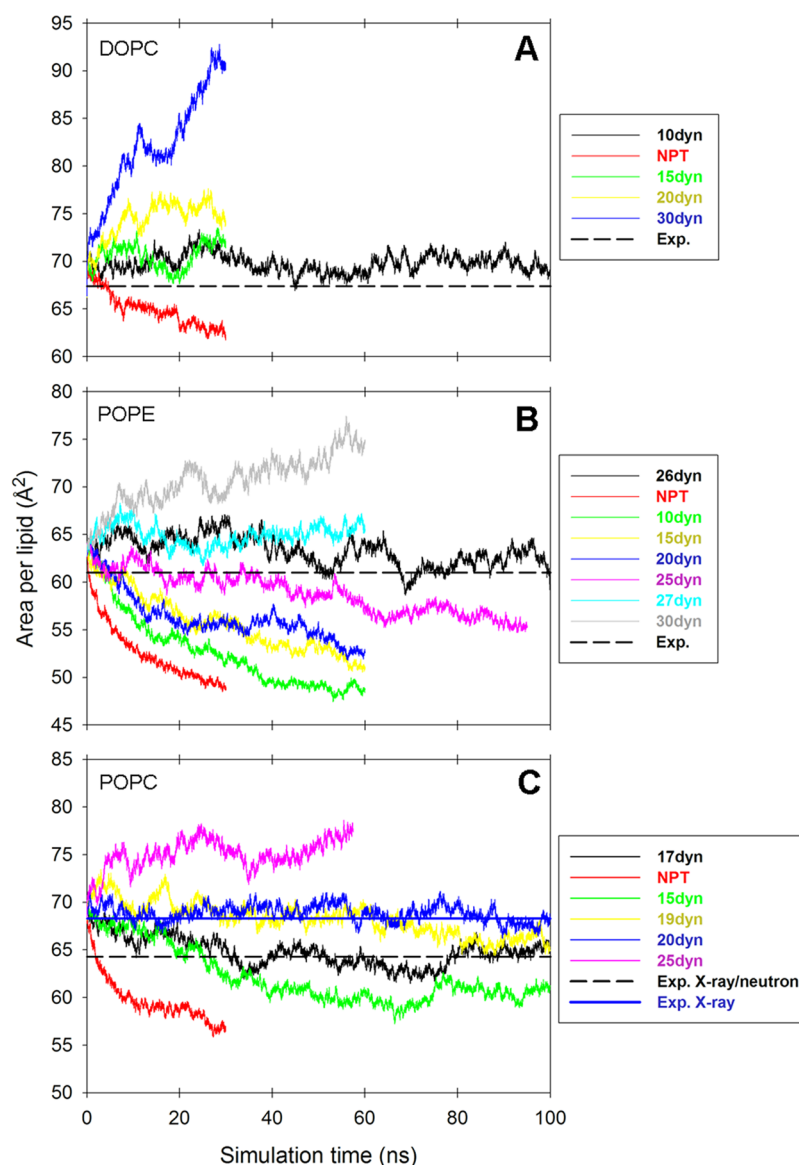 95
90
85
80
75
70
65
60
DOPC
A
10dyn
NPT
15dyn
20dyn
30dyn
Exp.
80
75
70
65
60
55
50
45
POPE
B
26dyn
NPT
10dyn
15dyn
20dyn
25dyn
27dyn
30dyn
Exp.
Area per lipid (Å2)
85
80
75
70
65
60
55
50
POPC
C
17dyn
NPT
15dyn
19dyn
20dyn
25dyn
Exp. X-ray/neutron
Exp. X-ray
0 20 40 60 80 100
Simulation time (ns)